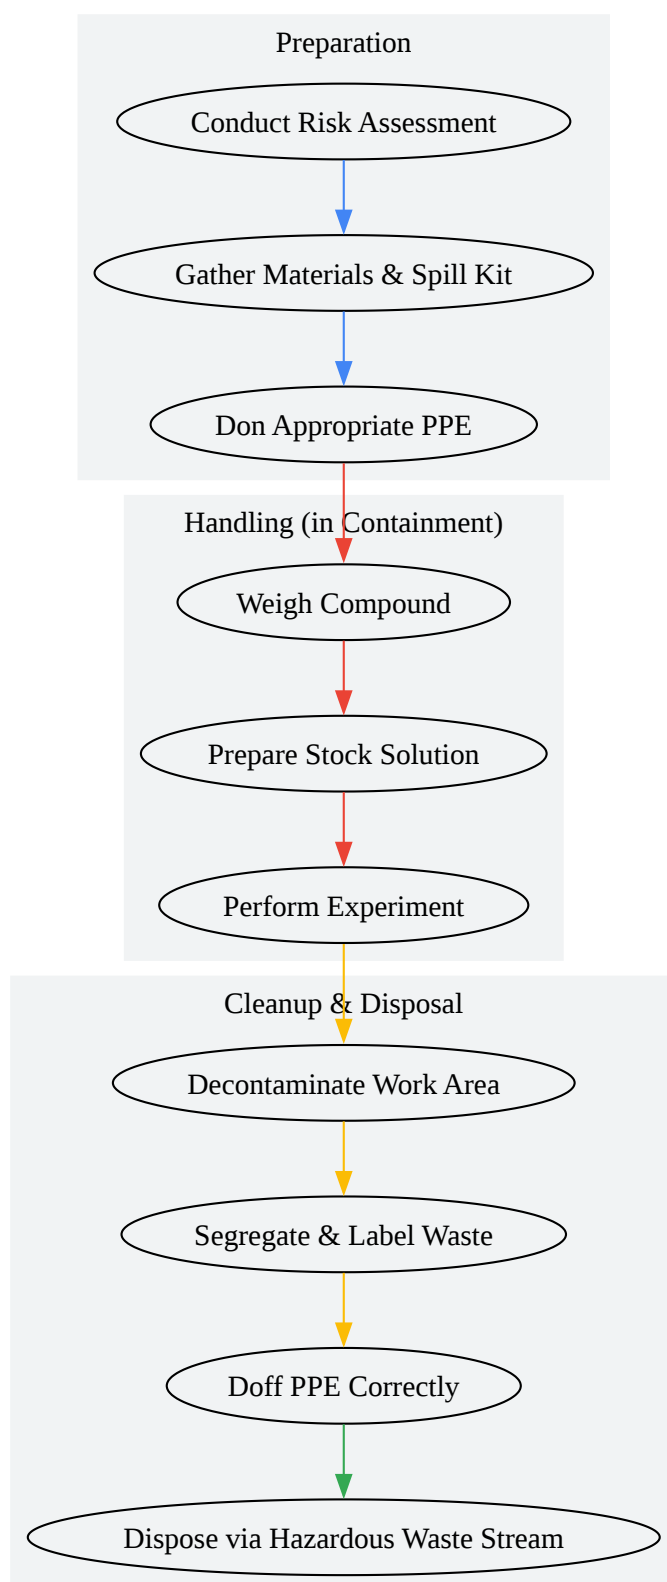 Preparation
Conduct Risk Assessment
Gather Materials & Spill Kit
Don Appropriate PPE
Handling (in Containment)
Weigh Compound
Prepare Stock Solution
Perform Experiment
Cleanup & Disposal
Decontaminate Work Area
Segregate & Label Waste
Doff PPE Correctly
Dispose via Hazardous Waste Stream